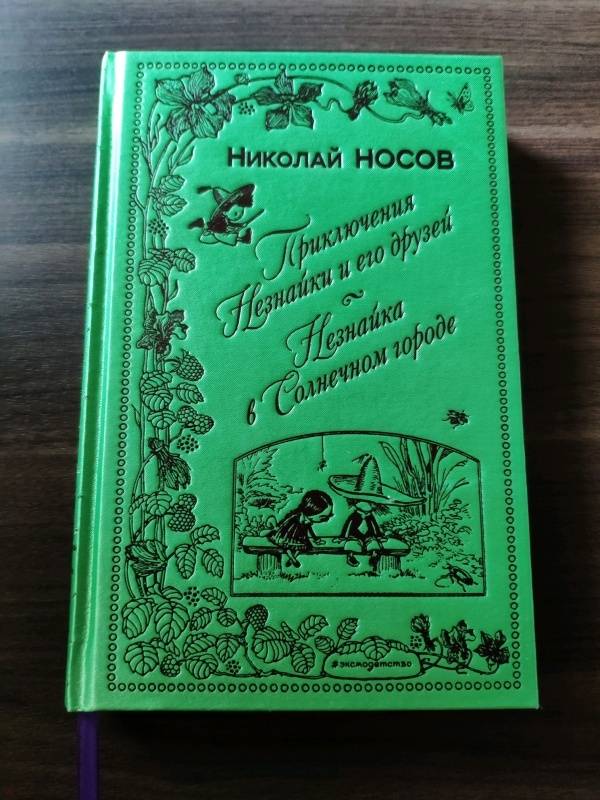 Николай НОСОВ
Приключения
Незнайки и его друзей
~
Незнайка
в Солнечном городе
#эксмодетство